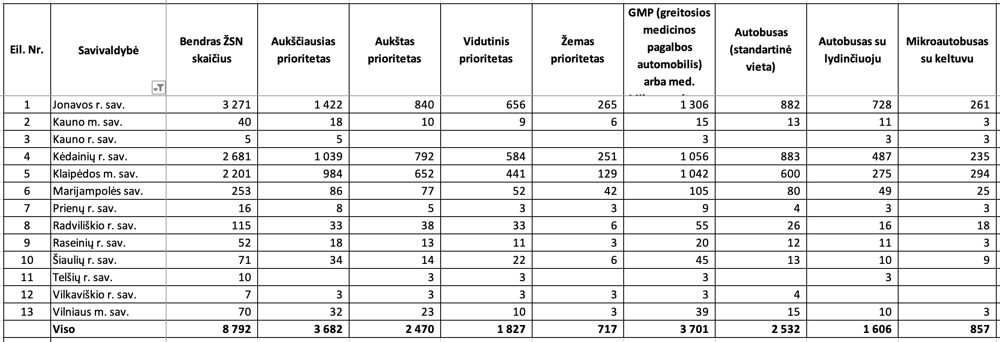 Eil. Nr. Savivaldybė Bendras ŽSN skaičius Aukščiausias prioritetas Aukštas prioritetas Vidutinis prioritetas Žemas prioritetas GMP (greitosios medicinos pagalbos automobilis) arba med. Autobusas (standartinė vieta) Autobusas su lydinčiuoju Mikroautobusas su keltuvu
1 Jonavos r. sav. 3 271 1 422 840 656 265 1 306 882 728 261
2 Kauno m. sav. 40 18 10 9 6 15 13 11 3
3 Kauno r. sav. 5 5 3 3 3
4 Kėdainių r. sav. 2 681 1 039 792 584 251 1 056 883 487 235
5 Klaipėdos m. sav. 2 201 984 652 441 129 1 042 600 275 294
6 Marijampolės sav. 253 86 77 52 42 105 80 49 25
7 Prienų r. sav. 16 8 5 3 3 9 4 3 3
8 Radviliškio r. sav. 115 33 38 33 6 55 26 16 18
9 Raseinių r. sav. 52 18 13 11 3 20 12 11 3
10 Šiaulių r. sav. 71 34 14 22 6 45 13 10 9
11 Telšių r. sav. 10 3 3 3 3
12 Vilkaviškio r. sav. 7 3 3 3 3 3 4
13 Vilniaus m. sav. 70 32 23 10 3 39 15 10 3
Viso 8 792 3 682 2 470 1 827 717 3 701 2 532 1 606 857